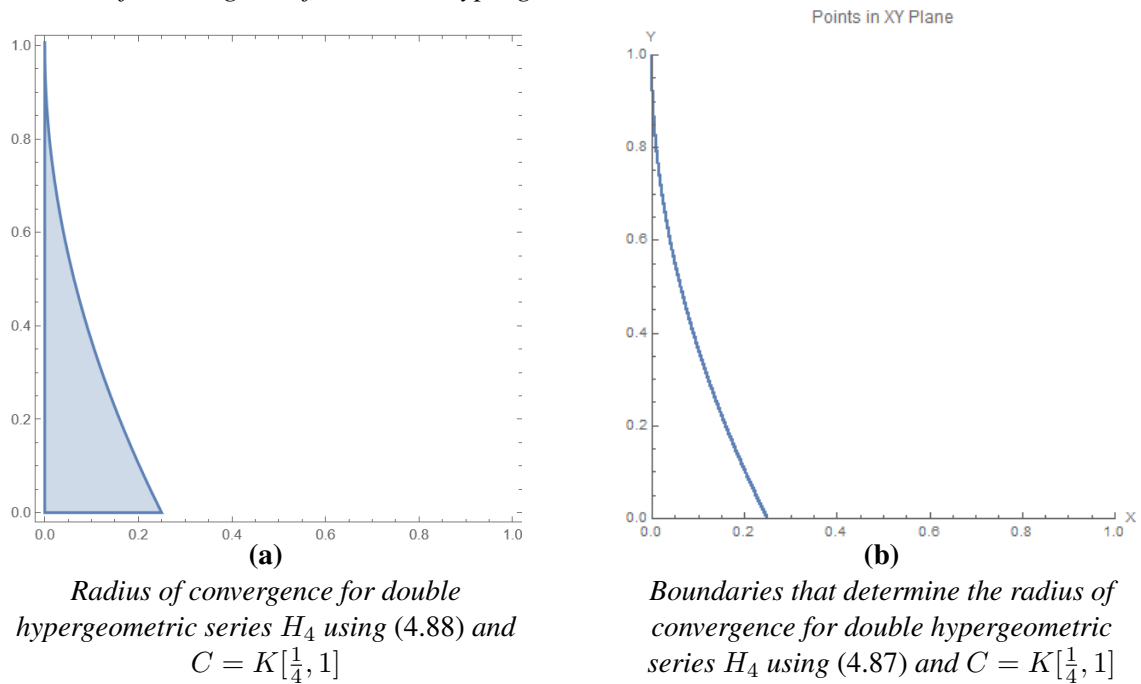 Points in XY Plane
Y
1.0
0.8
0.6
0.4
0.2
0.0
0.0 0.2 0.4 0.6 0.8 1.0
(a)
Radius of convergence for double
hypergeometric series H₄ using (4.88) and
C = K[1/4, 1]
1.0
0.8
0.6
0.4
0.2
0.0
0.0 0.2 0.4 0.6 0.8 1.0 X
(b)
Boundaries that determine the radius of
convergence for double hypergeometric
series H₄ using (4.87) and C = K[1/4, 1]